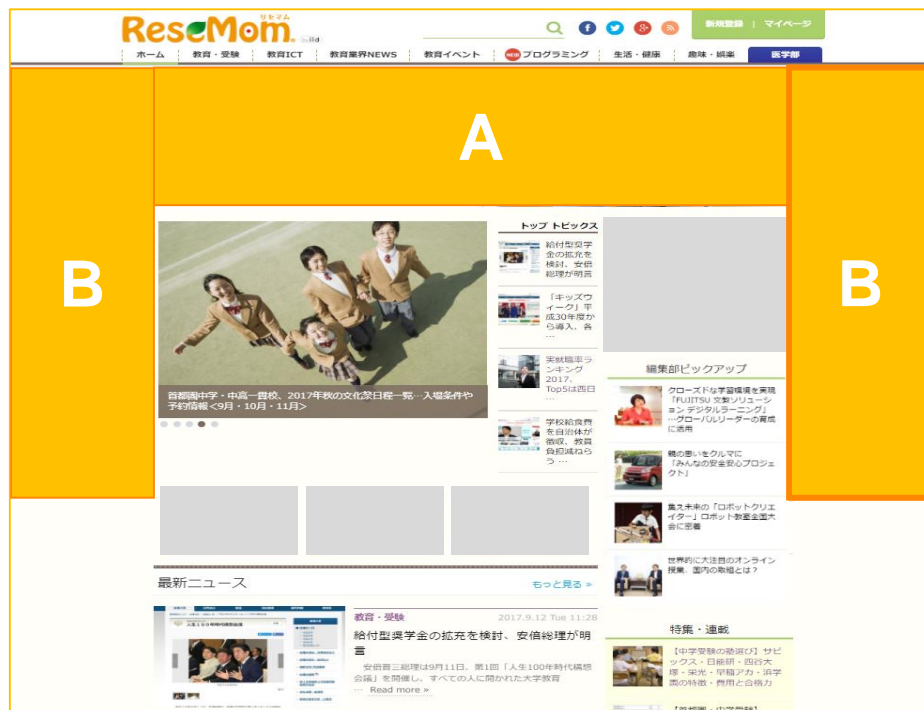 リセマム
ReseMom.
新規登録 | マイページ
ホーム 教育・受験 教育ICT 教育業界NEWS 教育イベント プログラミング 生活・健康 趣味・娯楽 医学部
A
B
B
トップ トピックス
給付型奨学
金の拡充を
検討、安倍
総理が明言
「キッズウ
ィーク」平
成30年度か
ら導入、各
…
実就職率ラ
ンキング
2017、
Top5は西日
…
学校給食費
を自治体が
徴収、教員
負担減ねら
う …
首都圏中学・中高一貫校、2017年秋の文化祭日程一覧…入場条件や
予約情報<9月・10月・11月>
編集部ピックアップ
クローズドな学習環境を実現
「FUJITSU 文教ソリューシ
ョン デジタルラーニング」
…グローバルリーダーの育成
に活用
親の思いをクルマに
「みんなの安全安心プロジェ
クト」
集え未来の「ロボットクリエ
イター」ロボット教室全国大
会に密着
世界的に大注目のオンライン
授業、国内の取組とは？
最新ニュース
もっと見る »
教育・受験
2017.9.12 Tue 11:28
給付型奨学金の拡充を検討、安倍総理が明
言
安倍晋三総理は9月11日、第1回「人生100年時代構想
会議」を開催し、すべての人に開かれた大学教育
… Read more »
特集・連載
【中学受験の塾選び】サピ
ックス・日能研・四谷大
塚・栄光・早稲アカ・浜学
園の特徴・費用と合格力